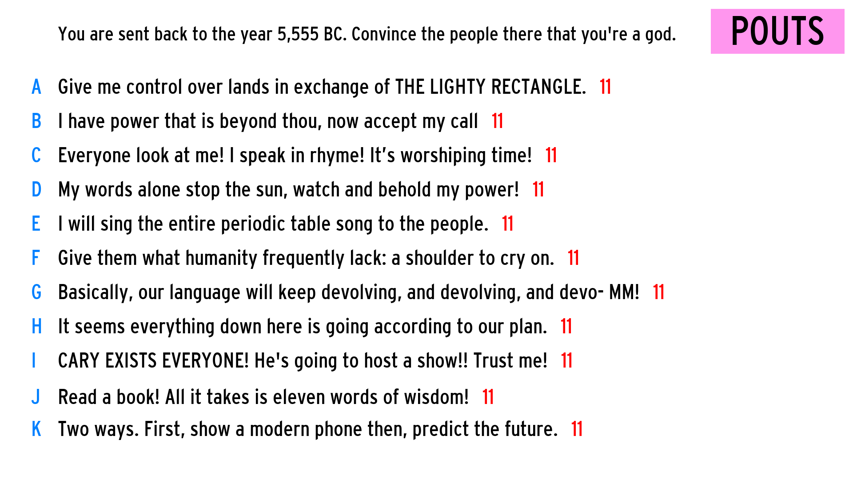 You are sent back to the year 5,555 BC. Convince the people there that you're a god.
POUTS
A Give me control over lands in exchange of THE LIGHTY RECTANGLE. 11
B I have power that is beyond thou, now accept my call 11
C Everyone look at me! I speak in rhyme! It’s worshiping time! 11
D My words alone stop the sun, watch and behold my power! 11
E I will sing the entire periodic table song to the people. 11
F Give them what humanity frequently lack: a shoulder to cry on. 11
G Basically, our language will keep devolving, and devolving, and devo- MM! 11
H It seems everything down here is going according to our plan. 11
I CARY EXISTS EVERYONE! He's going to host a show!! Trust me! 11
J Read a book! All it takes is eleven words of wisdom! 11
K Two ways. First, show a modern phone then, predict the future. 11